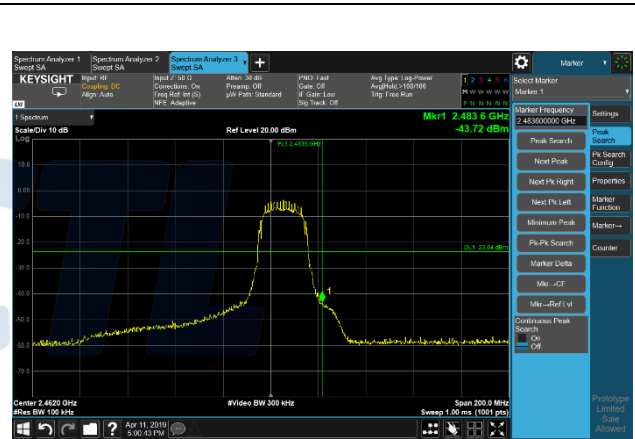 Spectrum Analyzer 1
Swept SA
Spectrum Analyzer 2
Swept SA
Spectrum Analyzer 3
Swept SA
+
Marker
KEYSIGHT
Input: RF
Coupling: DC
Align: Auto
Input Z: 50 Ω
Corrections: On
Freq Ref: Int (S)
NFE: Adaptive
Atten: 30 dB
Preamp: Off
µW Path: Standard
PNO: Fast
Gate: Off
IF Gain: Low
Sig Track: Off
Avg Type: Log-Power
Avg|Hold: >100/100
Trig: Free Run
1 2 3 4 5 6
M W W W W W
P N N N N N
LXI
Select Marker
Marker 1
1 Spectrum
Scale/Div 10 dB
Log
Ref Level 20.00 dBm
Mkr1 2.483 6 GHz
-43.72 dBm
10.0
0.00
-10.0
-20.0
-30.0
-40.0
-50.0
-60.0
-70.0
1
Center 2.4620 GHz
#Res BW 100 kHz
#Video BW 300 kHz
Span 200.0 MHz
Sweep 1.00 ms (1001 pts)
Marker Frequency
2.483600000 GHz
Peak Search
Next Peak
Next Pk Right
Next Pk Left
Minimum Peak
Pk-Pk Search
Marker Delta
Mkr→CF
Mkr→Ref Lvl
Continuous Peak
Search
On
Off
Settings
Peak
Search
Pk Search
Config
Properties
Marker
Function
Marker→
Counter
Prototype
Limited
Sale
Allowed
?
Apr 11, 2019
5:00:43 PM